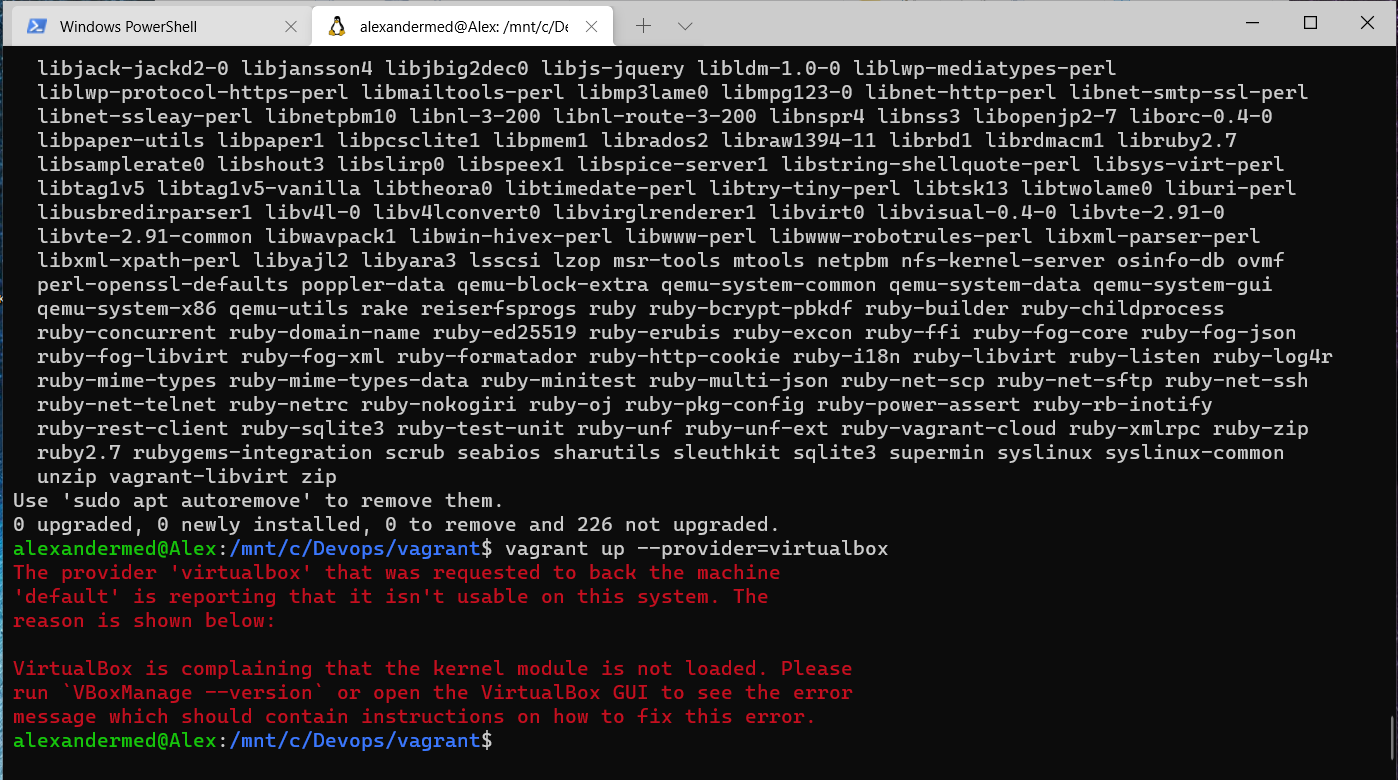 Windows PowerShell
alexandermed@Alex: /mnt/c/De
libjack-jackd2-0 libjansson4 libjbig2dec0 libjs-jquery libldm-1.0-0 liblwp-mediatypes-perl
liblwp-protocol-https-perl libmailtools-perl libmp3lame0 libmpg123-0 libnet-http-perl libnet-smtp-ssl-perl
libnet-ssleay-perl libnetpbm10 libnl-3-200 libnl-route-3-200 libnspr4 libnss3 libopenjp2-7 liborc-0.4-0
libpaper-utils libpaper1 libpcsclite1 libpmem1 librados2 libraw1394-11 librbd1 librdmacm1 libruby2.7
libsamplerate0 libshout3 libslirp0 libspeex1 libspice-server1 libstring-shellquote-perl libsys-virt-perl
libtag1v5 libtag1v5-vanilla libtheora0 libtimedate-perl libtry-tiny-perl libtsk13 libtwolame0 liburi-perl
libusbredirparser1 libv4l-0 libv4lconvert0 libvirglrenderer1 libvirt0 libvisual-0.4-0 libvte-2.91-0
libvte-2.91-common libwavpack1 libwin-hivex-perl libwww-perl libwww-robotrules-perl libxml-parser-perl
libxml-xpath-perl libyajl2 libyara3 lsscsi lzop msr-tools mtools netpbm nfs-kernel-server osinfo-db ovmf
perl-openssl-defaults poppler-data qemu-block-extra qemu-system-common qemu-system-data qemu-system-gui
qemu-system-x86 qemu-utils rake reiserfsprogs ruby ruby-bcrypt-pbkdf ruby-builder ruby-childprocess
ruby-concurrent ruby-domain-name ruby-ed25519 ruby-erubis ruby-excon ruby-ffi ruby-fog-core ruby-fog-json
ruby-fog-libvirt ruby-fog-xml ruby-formatador ruby-http-cookie ruby-i18n ruby-libvirt ruby-listen ruby-log4r
ruby-mime-types ruby-mime-types-data ruby-minitest ruby-multi-json ruby-net-scp ruby-net-sftp ruby-net-ssh
ruby-net-telnet ruby-netrc ruby-nokogiri ruby-oj ruby-pkg-config ruby-power-assert ruby-rb-inotify
ruby-rest-client ruby-sqlite3 ruby-test-unit ruby-unf ruby-unf-ext ruby-vagrant-cloud ruby-xmlrpc ruby-zip
ruby2.7 rubygems-integration scrub seabios sharutils sleuthkit sqlite3 supermin syslinux syslinux-common
unzip vagrant-libvirt zip
Use 'sudo apt autoremove' to remove them.
0 upgraded, 0 newly installed, 0 to remove and 226 not upgraded.
alexandermed@Alex:/mnt/c/Devops/vagrant$ vagrant up --provider=virtualbox
The provider 'virtualbox' that was requested to back the machine
'default' is reporting that it isn't usable on this system. The
reason is shown below:
VirtualBox is complaining that the kernel module is not loaded. Please
run `VBoxManage --version` or open the VirtualBox GUI to see the error
message which should contain instructions on how to fix this error.
alexandermed@Alex:/mnt/c/Devops/vagrant$